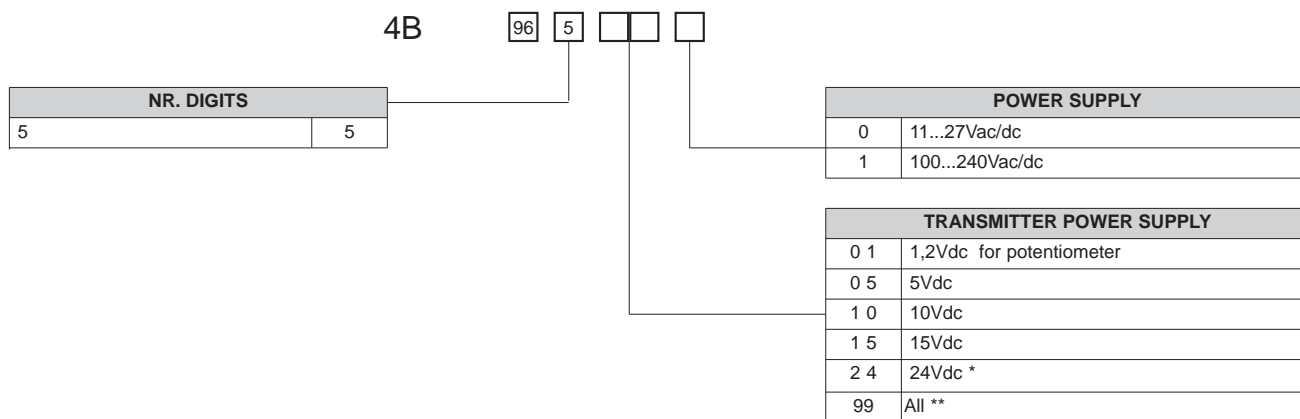 4B 96 5
NR. DIGITS
5 5
POWER SUPPLY
0 11...27Vac/dc
1 100...240Vac/dc
TRANSMITTER POWER SUPPLY
0 1 1,2Vdc for potentiometer
0 5 5Vdc
1 0 10Vdc
1 5 15Vdc
2 4 24Vdc *
99 All **